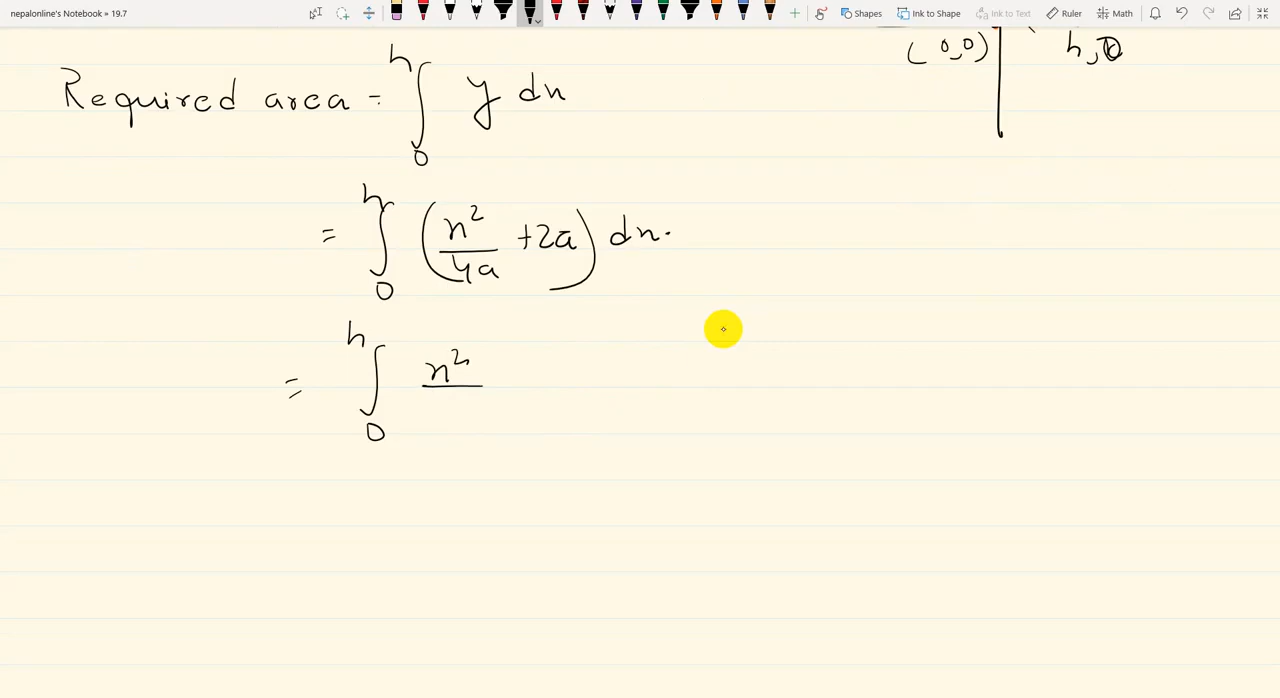 nepalonline's Notebook » 19.7
Shapes Ink to Shape Ink to Text Ruler Math
(0,0) h,
Required area = ∫₀ʰ y dx
= ∫₀ʰ (x²/4a + 2a) dx.
= ∫₀ʰ x²